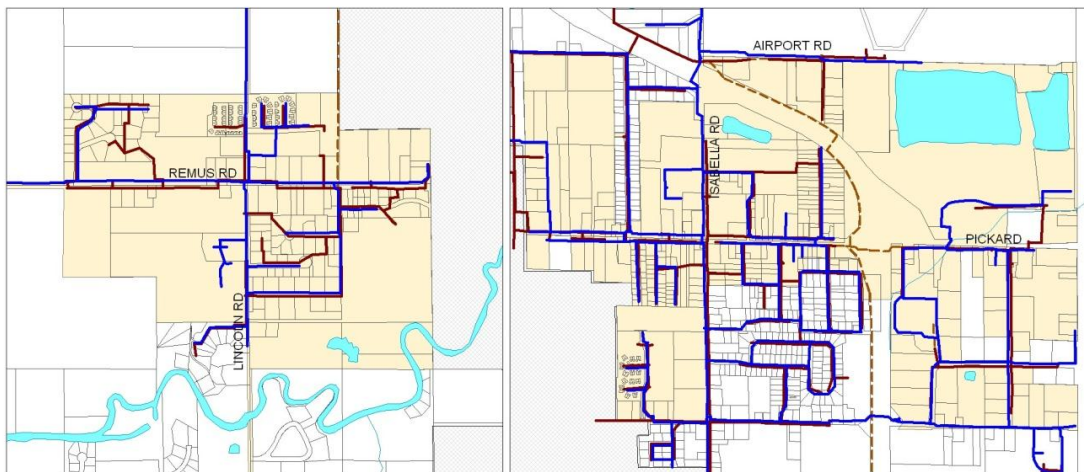 REMUS RD
LINCOLN RD
AIRPORT RD
ISABELLA RD
PICKARD